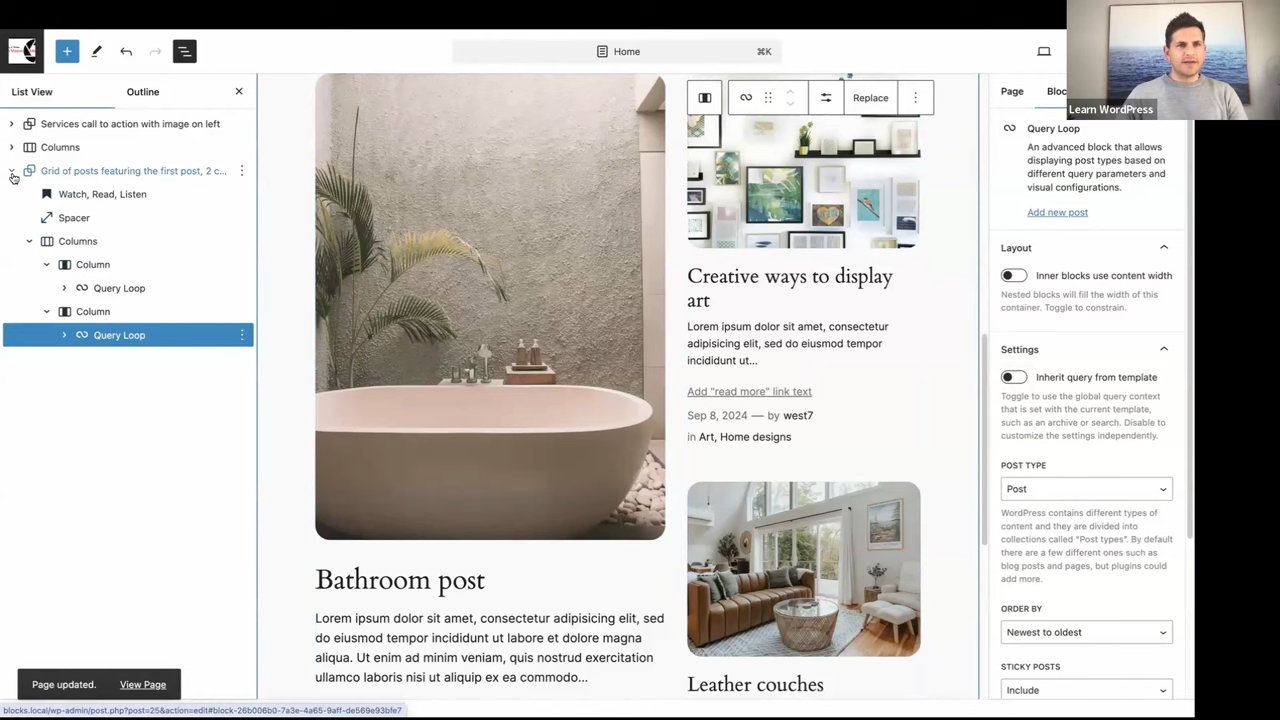 Home
⌘K
Learn WordPress
List View
Outline
Services call to action with image on left
Columns
Grid of posts featuring the first post, 2 c...
Watch, Read, Listen
Spacer
Columns
Column
Query Loop
Column
Query Loop
Page updated.
View Page
blocks.local/wp-admin/post.php?post=25&action=edit#block-26b006b0-7a3e-4a65-9aff-de569e93bfe7
Replace
Creative ways to display
art
Lorem ipsum dolor sit amet, consectetur
adipisicing elit, sed do eiusmod tempor
incididunt ut...
Add "read more" link text
Sep 8, 2024 — by west7
in Art, Home designs
Leather couches
Bathroom post
Lorem ipsum dolor sit amet, consectetur adipisicing elit, sed
do eiusmod tempor incididunt ut labore et dolore magna
aliqua. Ut enim ad minim veniam, quis nostrud exercitation
ullamco laboris nisi ut aliquip ex ea commodo...
Page
Query Loop
An advanced block that allows
displaying post types based on
different query parameters and
visual configurations.
Add new post
Layout
Inner blocks use content width
Nested blocks will fill the width of this
container. Toggle to constrain.
Settings
Inherit query from template
Toggle to use the global query context
that is set with the current template,
such as an archive or search. Disable to
customize the settings independently.
POST TYPE
Post
WordPress contains different types of
content and they are divided into
collections called "Post types". By default
there are a few different ones such as
blog posts and pages, but plugins could
add more.
ORDER BY
Newest to oldest
STICKY POSTS
Include